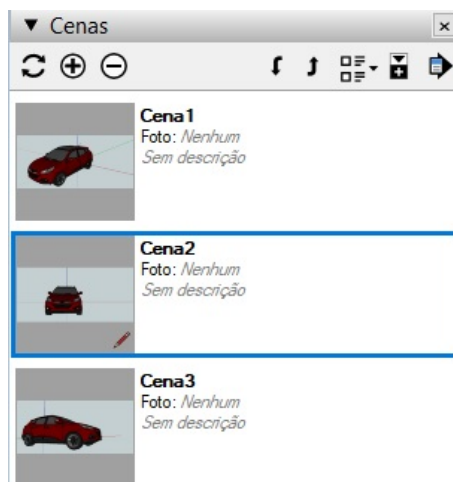 Cenas
Cena1
Foto: Nenhum
Sem descrição
Cena2
Foto: Nenhum
Sem descrição
Cena3
Foto: Nenhum
Sem descrição